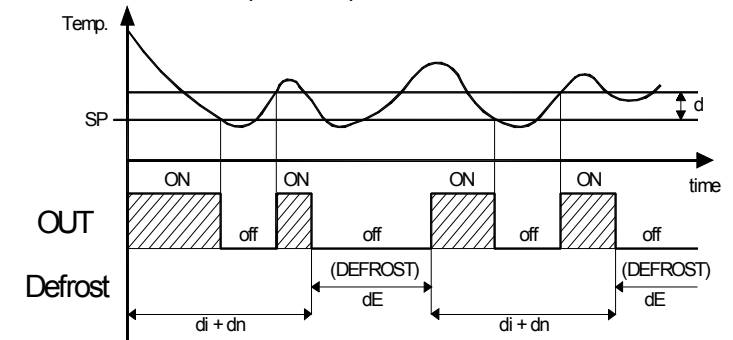 Temp.
d
SP
ON ON ON ON
time
OUT
off off off off
(DEFROST) (DEFROST)
Defrost
dE dE
di + dn di + dn